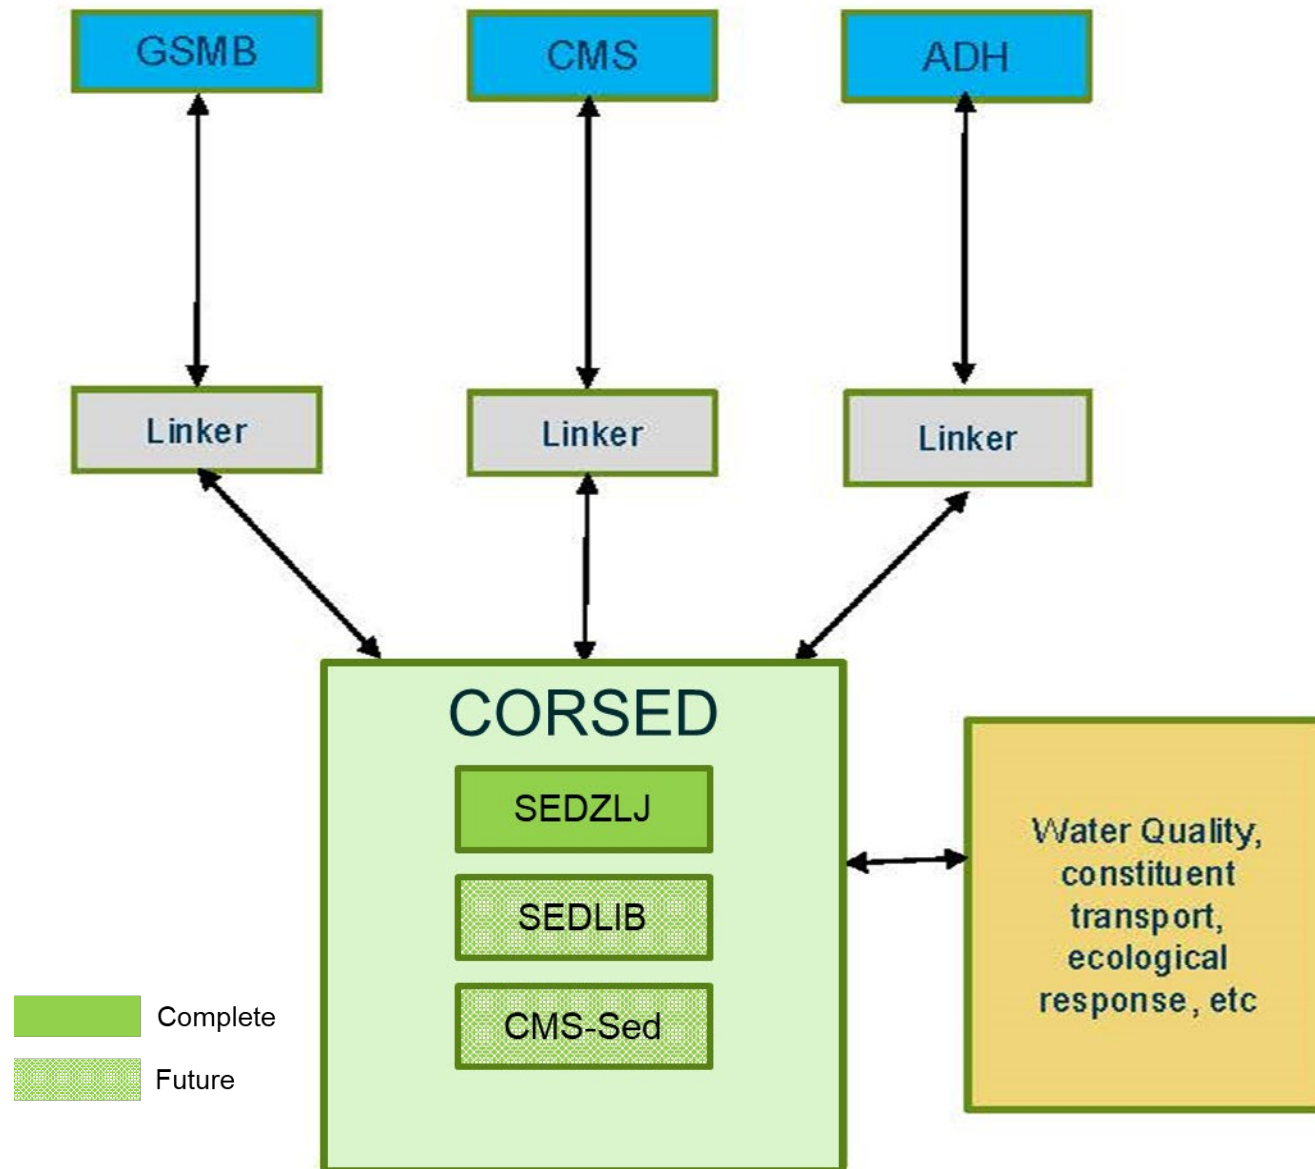 GSMB
CMS
ADH
Linker
Linker
Linker
CORSED
SEDZLJ
SEDLIB
CMS-Sed
Water Quality,
constituent
transport,
ecological
response, etc
Complete
Future